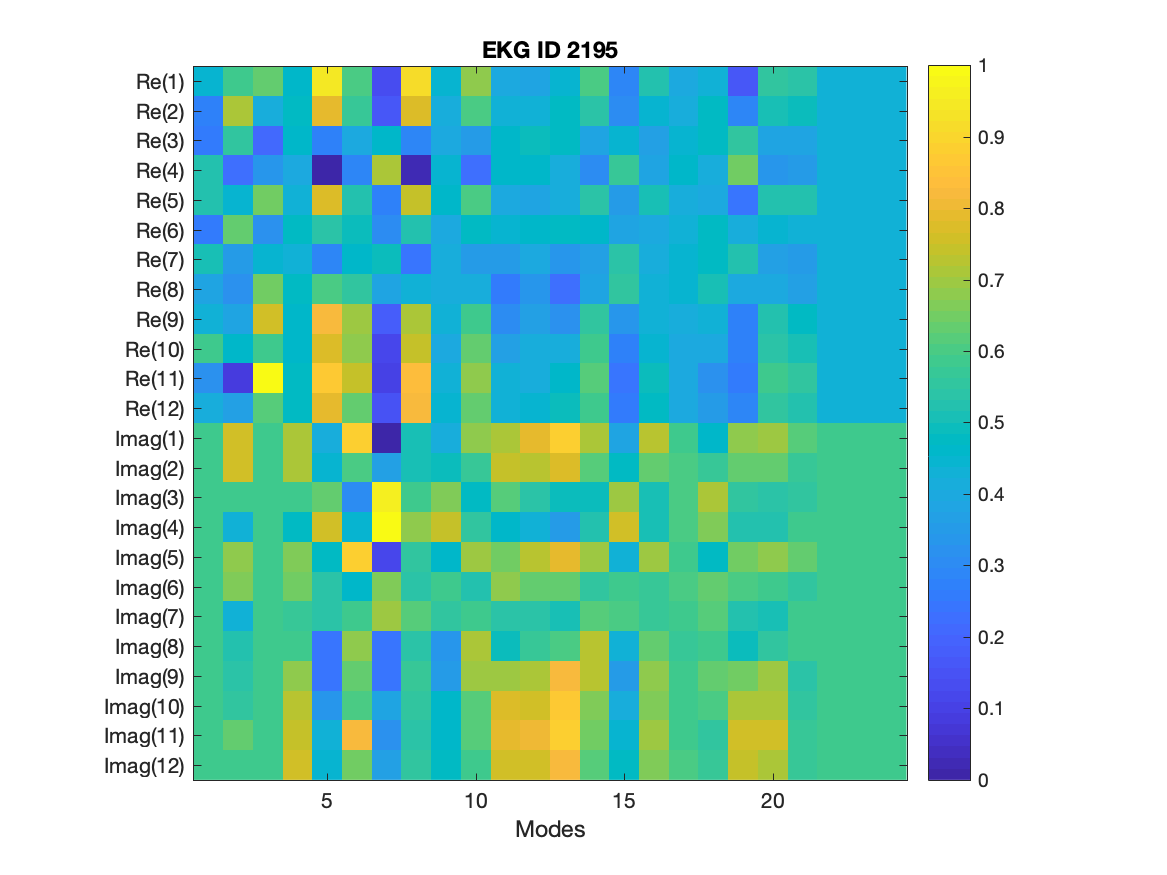 EKG ID 2195
Re(1)
Re(2)
Re(3)
Re(4)
Re(5)
Re(6)
Re(7)
Re(8)
Re(9)
Re(10)
Re(11)
Re(12)
Imag(1)
Imag(2)
Imag(3)
Imag(4)
Imag(5)
Imag(6)
Imag(7)
Imag(8)
Imag(9)
Imag(10)
Imag(11)
Imag(12)
5 10 15 20
Modes
1
0.9
0.8
0.7
0.6
0.5
0.4
0.3
0.2
0.1
0